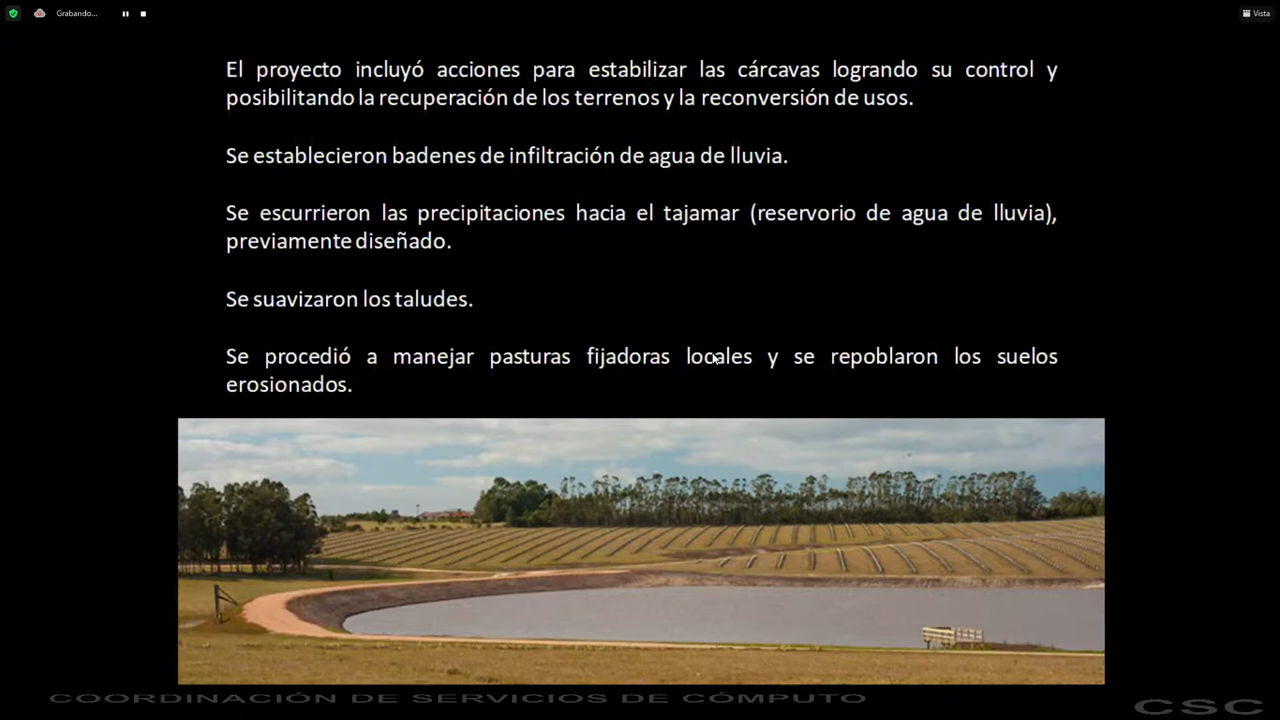 Grabando...
Vista
El proyecto incluyó acciones para estabilizar las cárcavas logrando su control y
posibilitando la recuperación de los terrenos y la reconversión de usos.
Se establecieron badenes de infiltración de agua de lluvia.
Se escurrieron las precipitaciones hacia el tajamar (reservorio de agua de lluvia),
previamente diseñado.
Se suavizaron los taludes.
Se procedió a manejar pasturas fijadoras locales y se repoblaron los suelos
erosionados.
COORDINACIÓN DE SERVICIOS DE CÓMPUTO
CSC